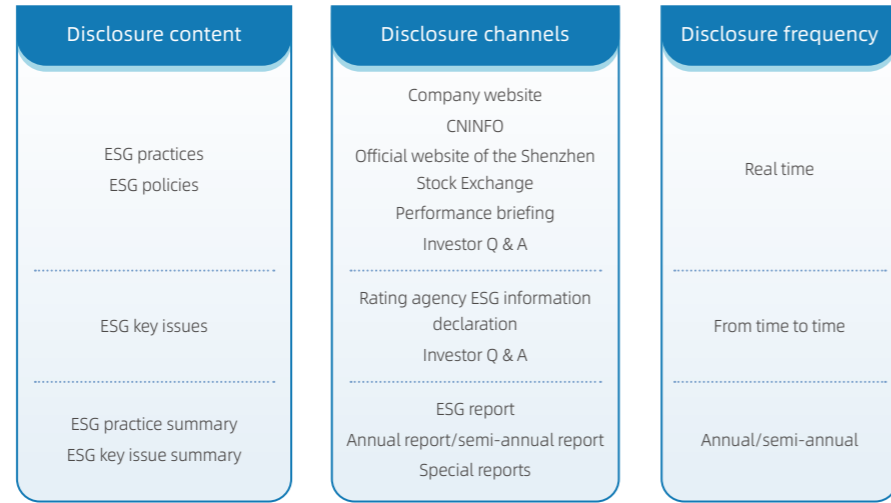 Disclosure content
Disclosure channels
Disclosure frequency
ESG practices
ESG policies
Company website
CNINFO
Official website of the Shenzhen
Stock Exchange
Performance briefing
Investor Q & A
Real time
ESG key issues
Rating agency ESG information
declaration
Investor Q & A
From time to time
ESG practice summary
ESG key issue summary
ESG report
Annual report/semi-annual report
Special reports
Annual/semi-annual